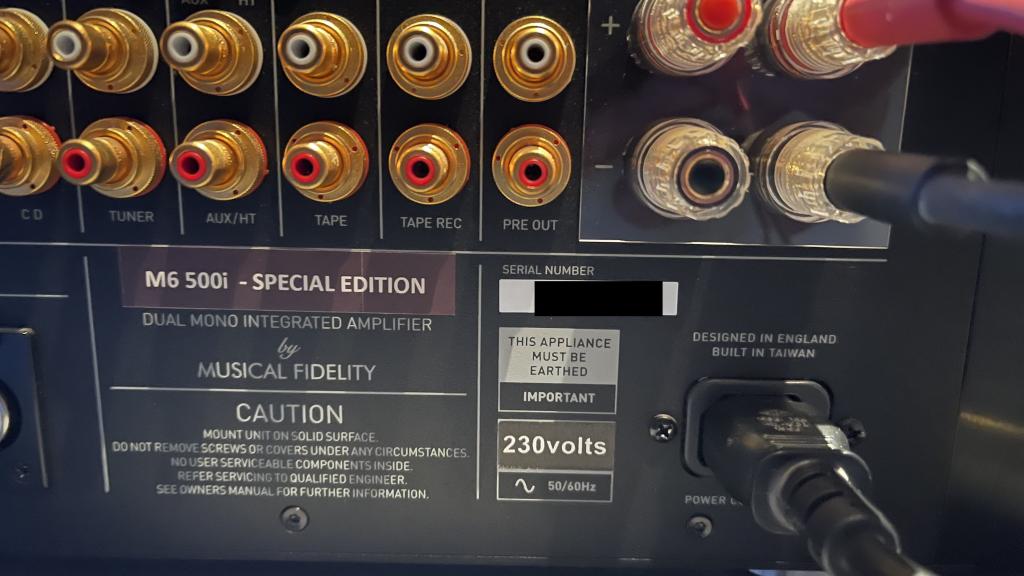 AUX HT
+
−
CD
TUNER
AUX/HT
TAPE
TAPE REC
PRE OUT
M6 500i - SPECIAL EDITION
DUAL MONO INTEGRATED AMPLIFIER
by
MUSICAL FIDELITY
CAUTION
MOUNT UNIT ON SOLID SURFACE.
DO NOT REMOVE SCREWS OR COVERS UNDER ANY CIRCUMSTANCES.
NO USER SERVICEABLE COMPONENTS INSIDE.
REFER SERVICING TO QUALIFIED ENGINEER.
SEE OWNERS MANUAL FOR FURTHER INFORMATION.
SERIAL NUMBER
THIS APPLIANCE
MUST BE
EARTHED
IMPORTANT
230volts
50/60Hz
DESIGNED IN ENGLAND
BUILT IN TAIWAN
POWER